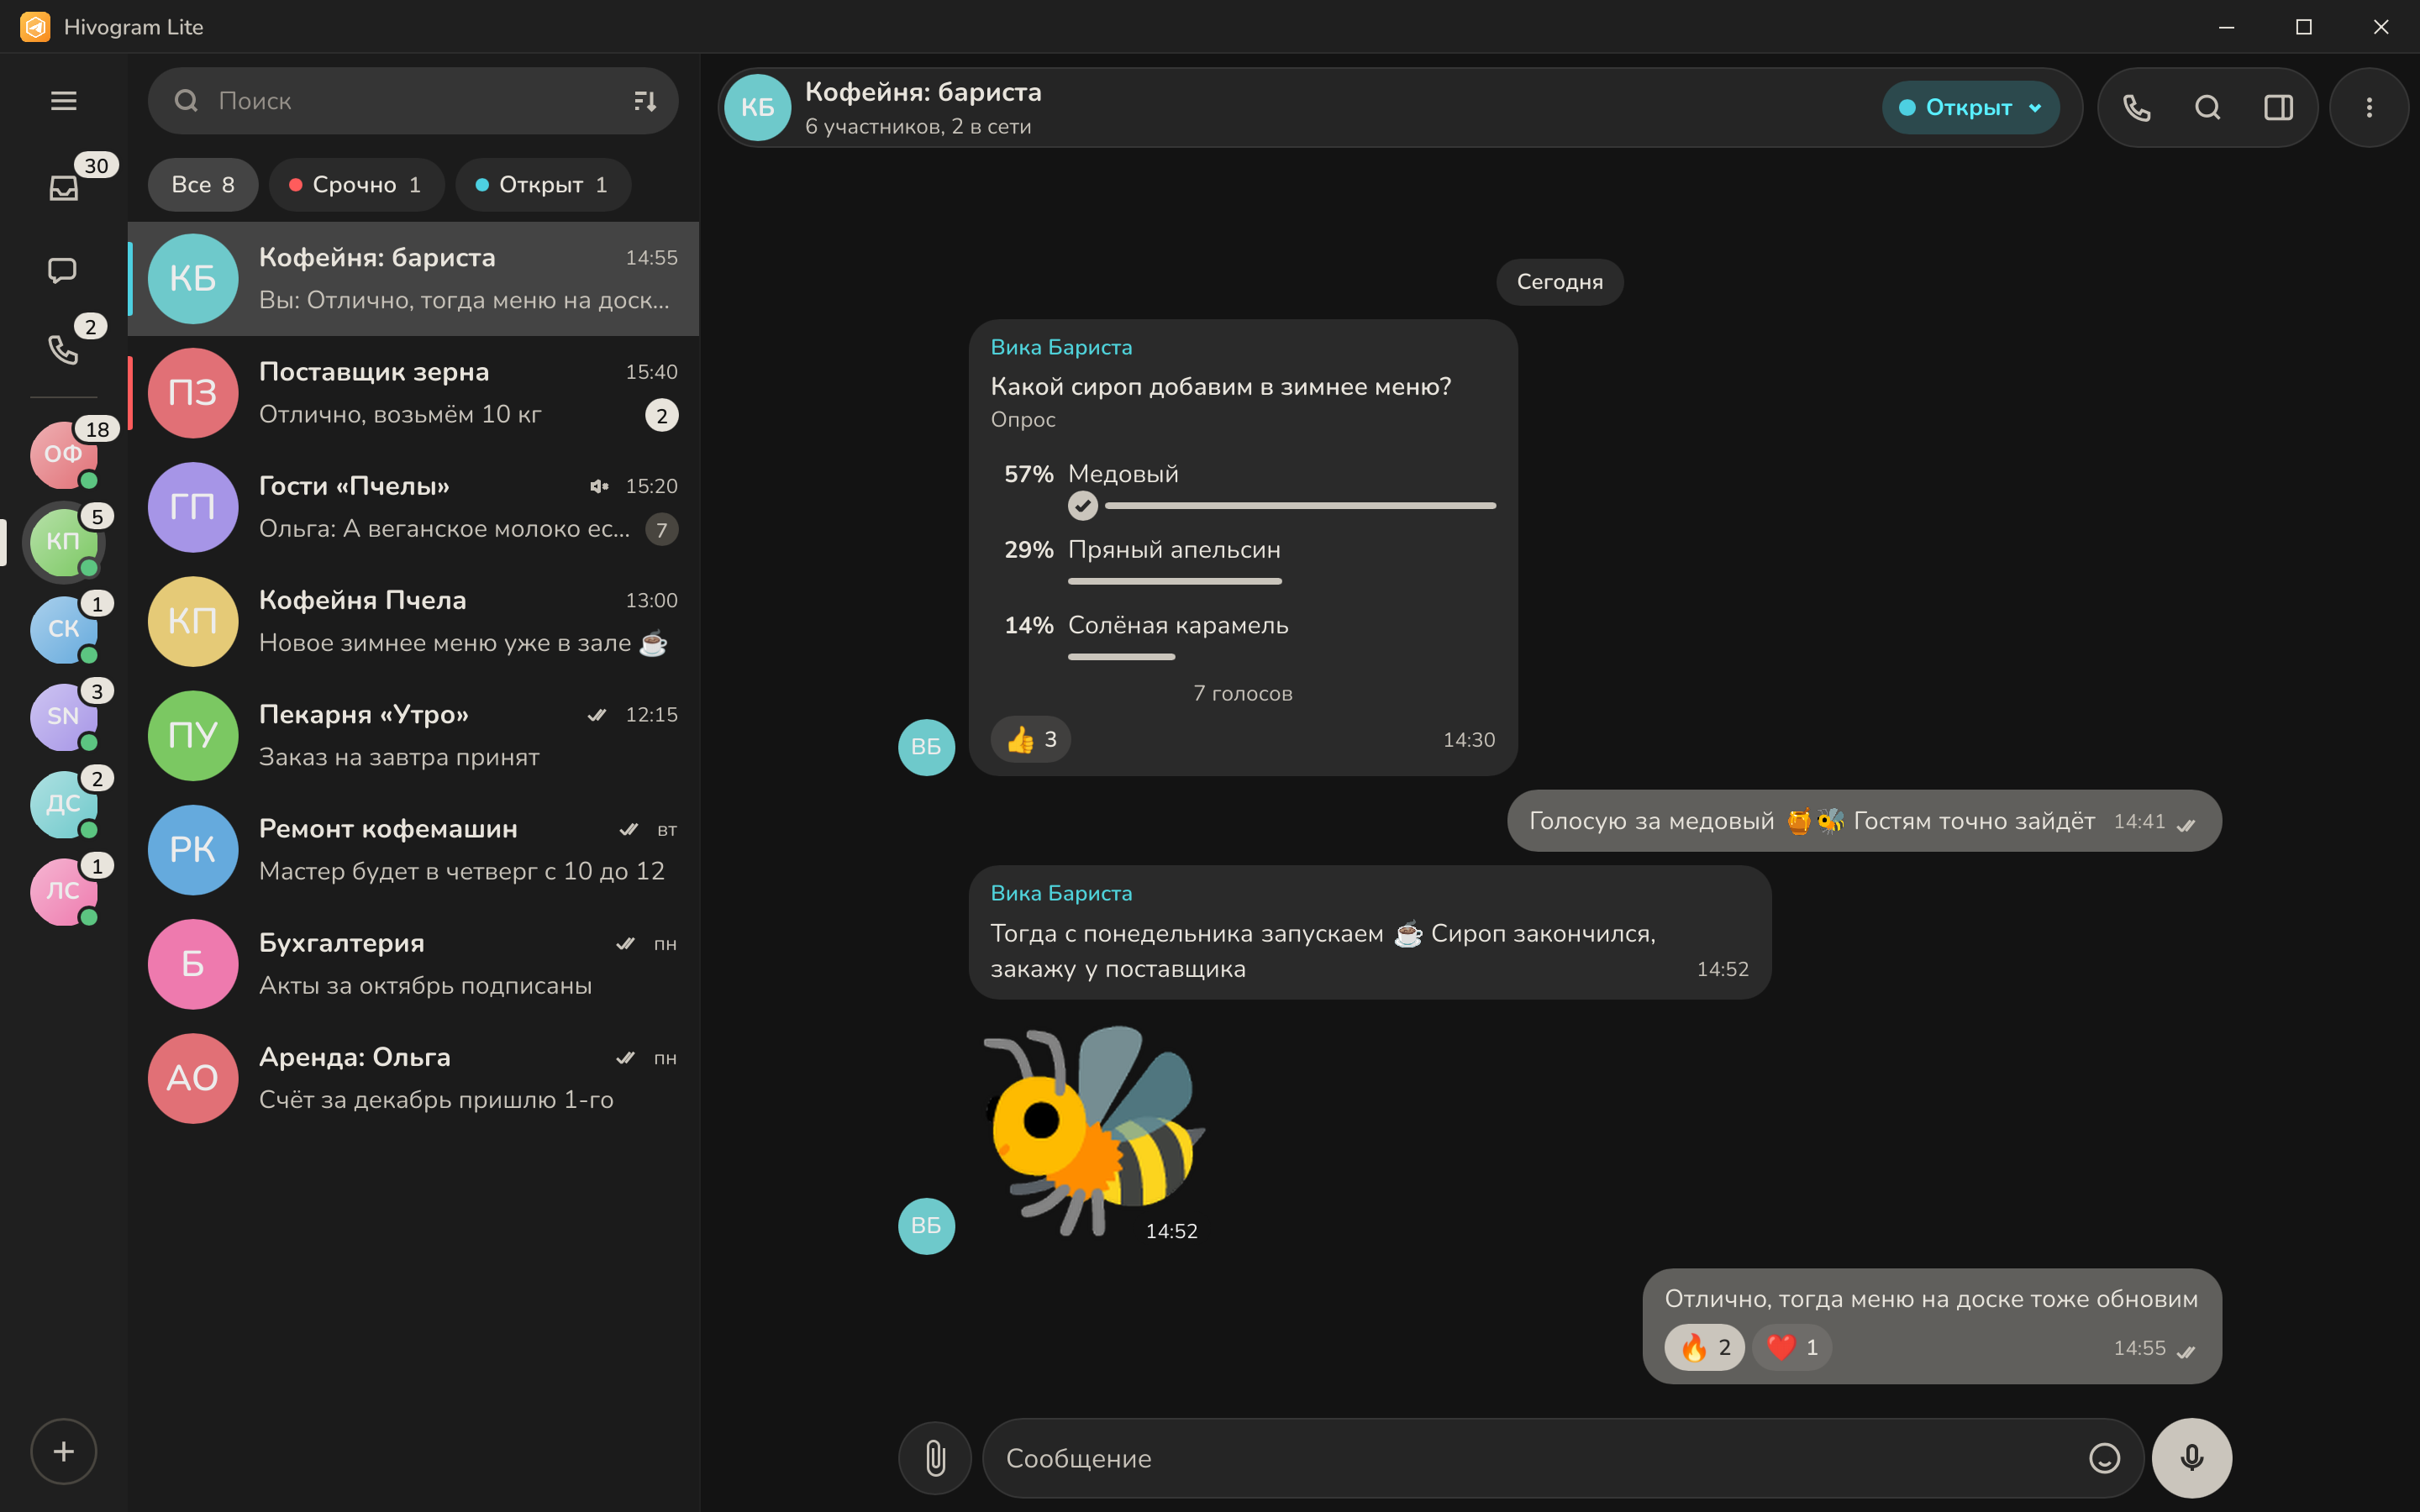 Hivogram Lite
30
2
18
ОФ
5
КП
1
СК
3
SN
2
ДС
1
ЛС
Поиск
Все 8
Срочно 1
Открыт 1
КБ
Кофейня: бариста
14:55
Вы: Отлично, тогда меню на доск...
ПЗ
Поставщик зерна
15:40
Отлично, возьмём 10 кг
2
ГП
Гости «Пчелы»
15:20
Ольга: А веганское молоко ес...
7
КП
Кофейня Пчела
13:00
Новое зимнее меню уже в зале ☕
ПУ
Пекарня «Утро»
12:15
Заказ на завтра принят
РК
Ремонт кофемашин
вт
Мастер будет в четверг с 10 до 12
Б
Бухгалтерия
пн
Акты за октябрь подписаны
АО
Аренда: Ольга
пн
Счёт за декабрь пришлю 1-го
КБ
Кофейня: бариста
6 участников, 2 в сети
Открыт
Сегодня
Вика Бариста
Какой сироп добавим в зимнее меню?
Опрос
57% Медовый
29% Пряный апельсин
14% Солёная карамель
7 голосов
👍 3
14:30
ВБ
Голосую за медовый 🍯🐝 Гостям точно зайдёт 14:41
Вика Бариста
Тогда с понедельника запускаем ☕ Сироп закончился,
закажу у поставщика
14:52
ВБ
14:52
Отлично, тогда меню на доске тоже обновим
🔥 2 ❤️ 1
14:55
Сообщение